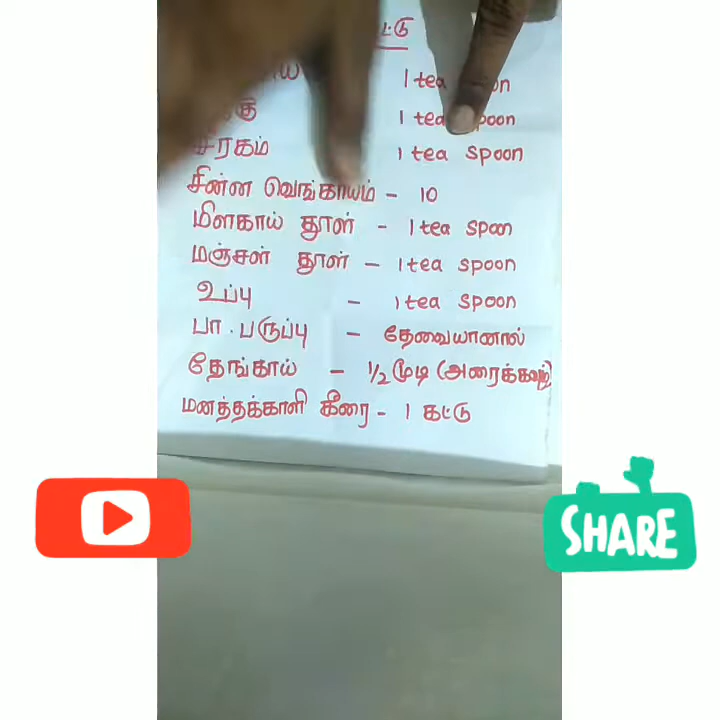 1 tea
1 tea spoon
சீரகம் 1 tea spoon
சின்ன வெங்காயம் - 10
மிளகாய் தூள் - 1 tea spoon
மஞ்சள் தூள் - 1 tea spoon
உப்பு - 1 tea spoon
பா. பருப்பு - தேவையானால்
தேங்காய் - 1/2 மூடி (அரைக்கவும்)
மனத்தக்காளி கீரை - 1 கட்டு
SHARE